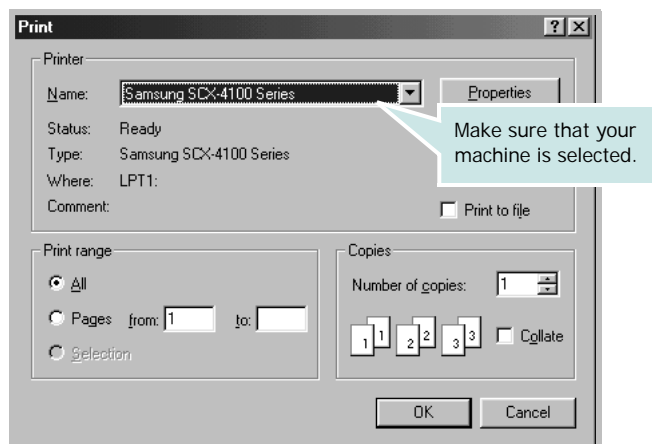 Print
Printer
Name: Samsung SCX-4100 Series Properties
Status: Ready
Type: Samsung SCX-4100 Series
Where: LPT1:
Comment:
Print to file
Make sure that your
machine is selected.
Print range
All
Pages from: 1 to:
Selection
Copies
Number of copies: 1
1 1 2 2 3 3 Collate
OK Cancel